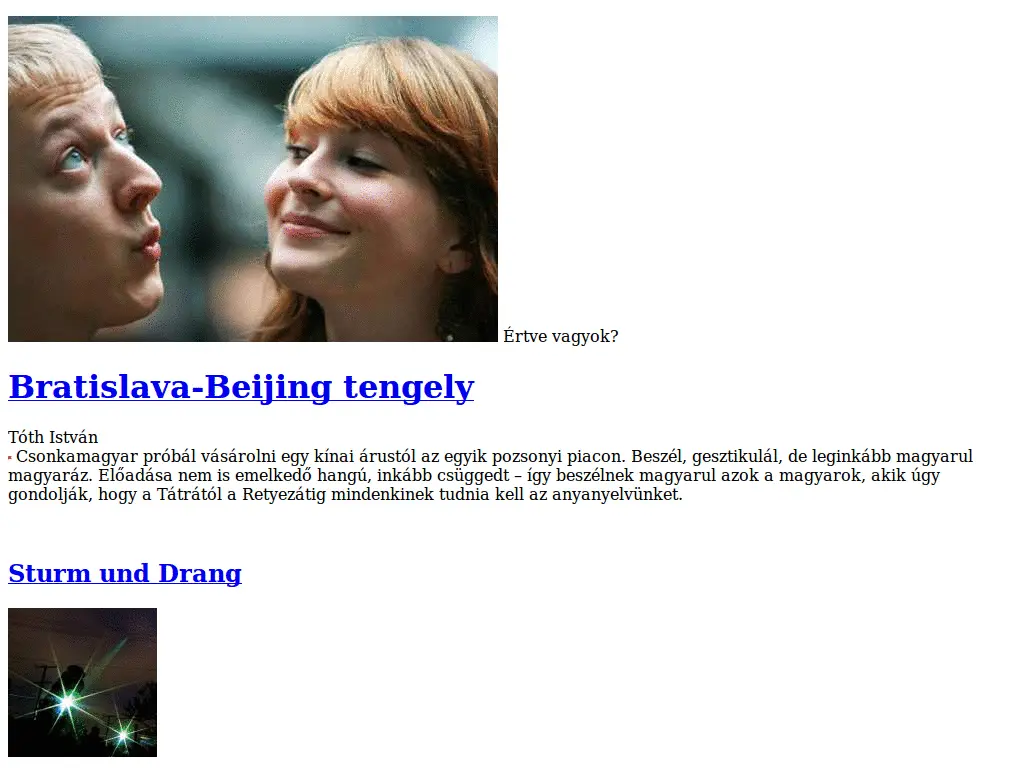 Értve vagyok?
Bratislava-Beijing tengely
Tóth István
Csonkamagyar próbál vásárolni egy kínai árustól az egyik pozsonyi piacon. Beszél, gesztikulál, de leginkább magyarul
magyaráz. Előadása nem is emelkedő hangú, inkább csüggedt – így beszélnek magyarul azok a magyarok, akik úgy
gondolják, hogy a Tátrától a Retyezátig mindenkinek tudnia kell az anyanyelvünket.
Sturm und Drang